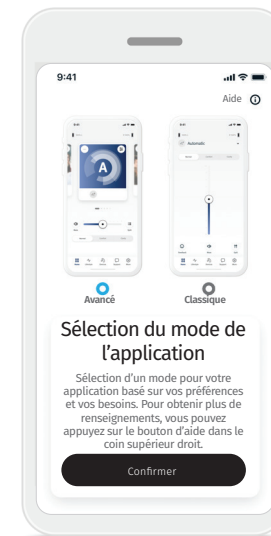 9:41
Aide
Automatic
A
Avancé
Classique
Sélection du mode de
l’application
Sélection d’un mode pour votre
application basé sur vos préférences
et vos besoins. Pour obtenir plus de
renseignements, vous pouvez
appuyez sur le bouton d’aide dans le
coin supérieur droit.
Confirmer